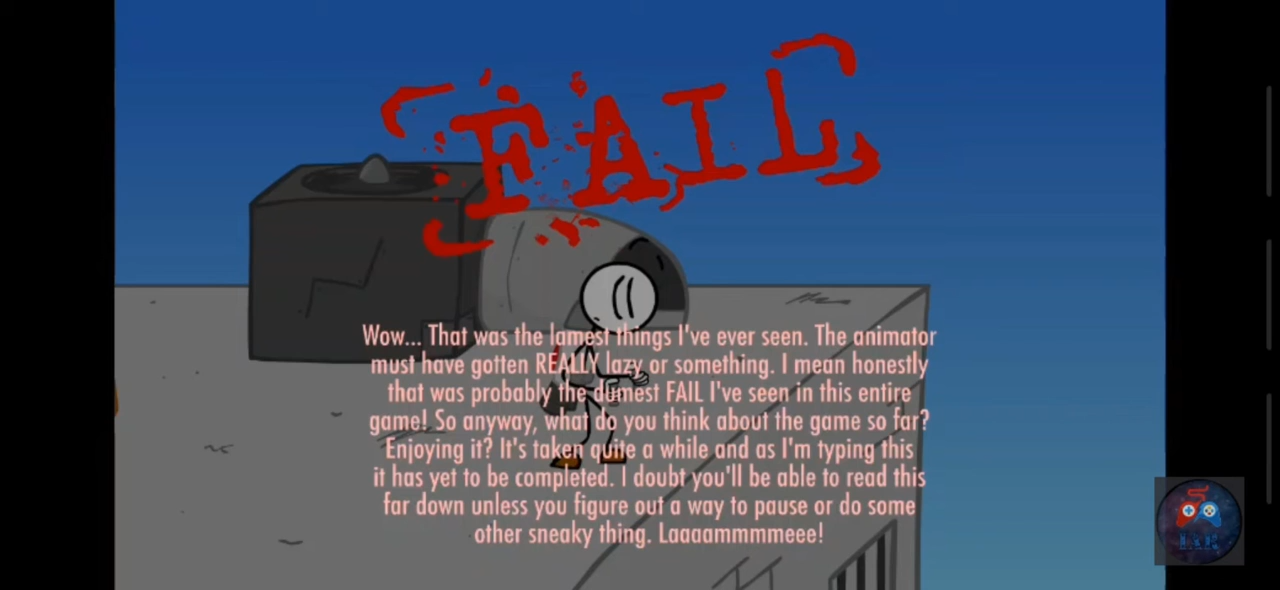 FAIL
Wow... That was the lamest things I've ever seen. The animator
must have gotten REALLY lazy or something. I mean honestly
that was probably the dumest FAIL I've seen in this entire
game! So anyway, what do you think about the game so far?
Enjoying it? It's taken quite a while and as I'm typing this
it has yet to be completed. I doubt you'll be able to read this
far down unless you figure out a way to pause or do some
other sneaky thing. Laaaammmmeee!